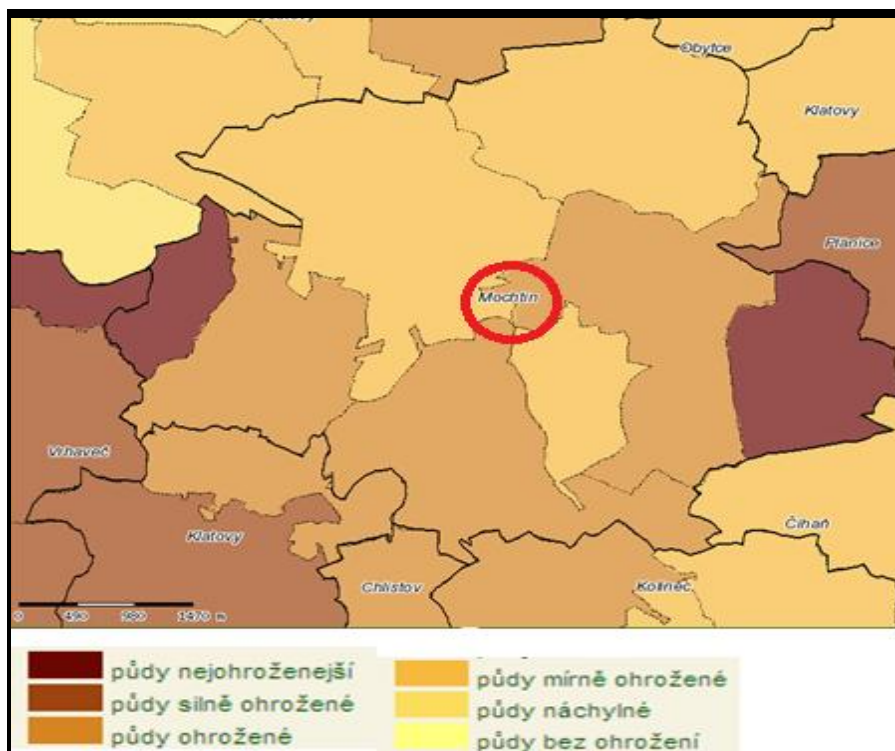 Obytce
Klatovy
Plánice
Mochtín
Vrhaveč
Klatovy
Čihaň
Chlistov
Kolinec
0 490 980 1470 m
půdy nejohroženější
půdy silně ohrožené
půdy ohrožené
půdy mírně ohrožené
půdy náchylné
půdy bez ohrožení